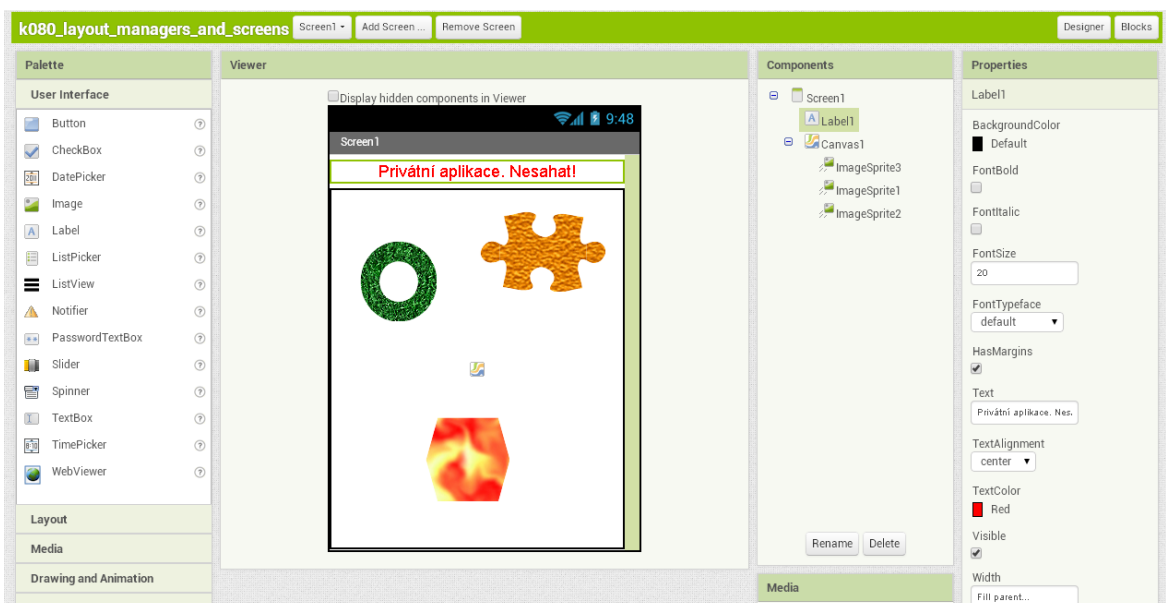 k080_layout_managers_and_screens Screen1 Add Screen ... Remove Screen Designer Blocks
Palette
User Interface
Button
CheckBox
DatePicker
Image
Label
ListPicker
ListView
Notifier
PasswordTextBox
Slider
Spinner
TextBox
TimePicker
WebViewer
Layout
Media
Drawing and Animation
Viewer
Display hidden components in Viewer
9:48
Screen1
Privátní aplikace. Nesahat!
Components
Screen1
Label1
Canvas1
ImageSprite3
ImageSprite1
ImageSprite2
Rename Delete
Media
Properties
Label1
BackgroundColor
Default
FontBold
FontItalic
FontSize
20
FontTypeface
default
HasMargins
Text
Privátní aplikace. Nes
TextAlignment
center
TextColor
Red
Visible
Width
Fill parent...